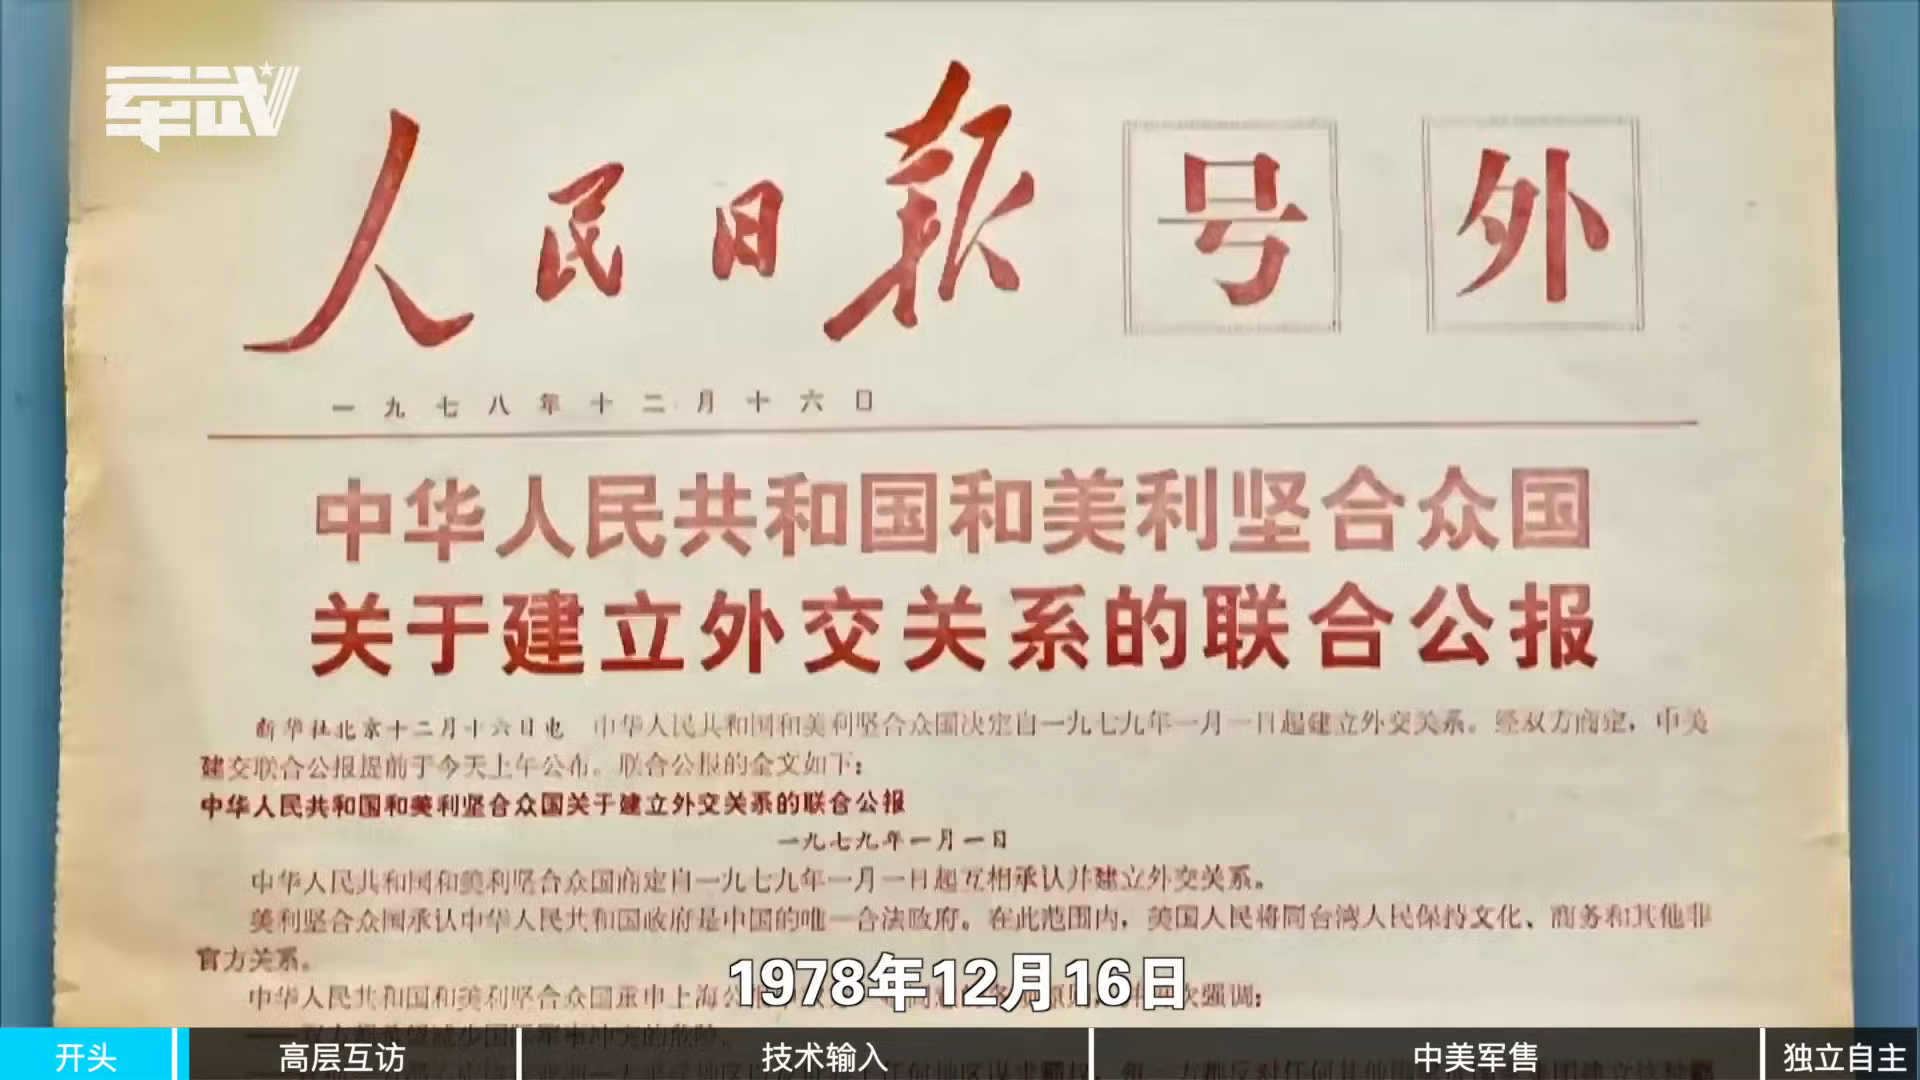 军武
人民日报 号外
一九七八年十二月十六日
中华人民共和国和美利坚合众国
关于建立外交关系的联合公报
新华社北京十二月十六日电 中华人民共和国和美利坚合众国决定自一九七九年一月一日起建立外交关系。经双方商定，中美
建交联合公报提前于今天上午公布。联合公报的全文如下：
中华人民共和国和美利坚合众国关于建立外交关系的联合公报
一九七九年一月一日
中华人民共和国和美利坚合众国商定自一九七九年一月一日起互相承认并建立外交关系。
美利坚合众国承认中华人民共和国政府是中国的唯一合法政府。在此范围内，美国人民将同台湾人民保持文化、商务和其他非
官方关系。
中华人民共和国和美利坚合众国重申上海公 次强调：
1978年12月16日
开头 高层互访 技术输入 中美军售 独立自主